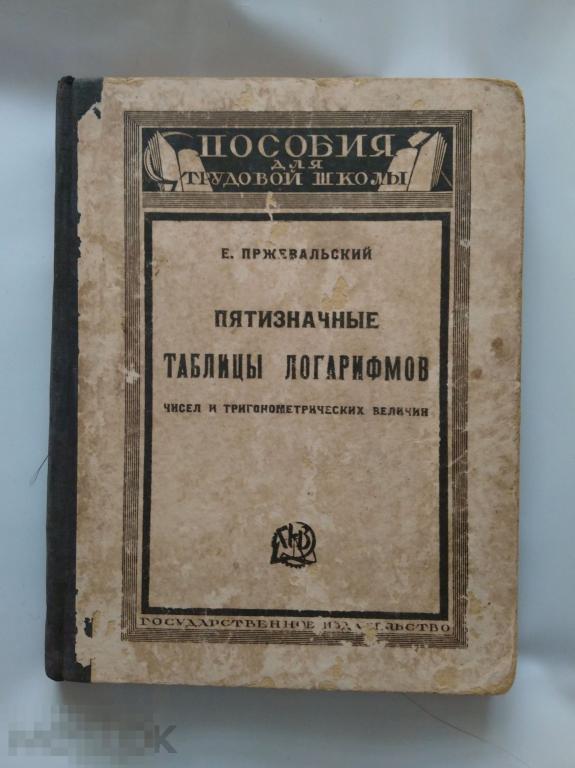 ПОСОБИЯ
ДЛЯ
ТРУДОВОЙ ШКОЛЫ
Е. ПРЖЕВАЛЬСКИЙ
ПЯТИЗНАЧНЫЕ
ТАБЛИЦЫ ЛОГАРИФМОВ
ЧИСЕЛ И ТРИГОНОМЕТРИЧЕСКИХ ВЕЛИЧИН
ГОСУДАРСТВЕННОЕ ИЗДАТЕЛЬСТВО